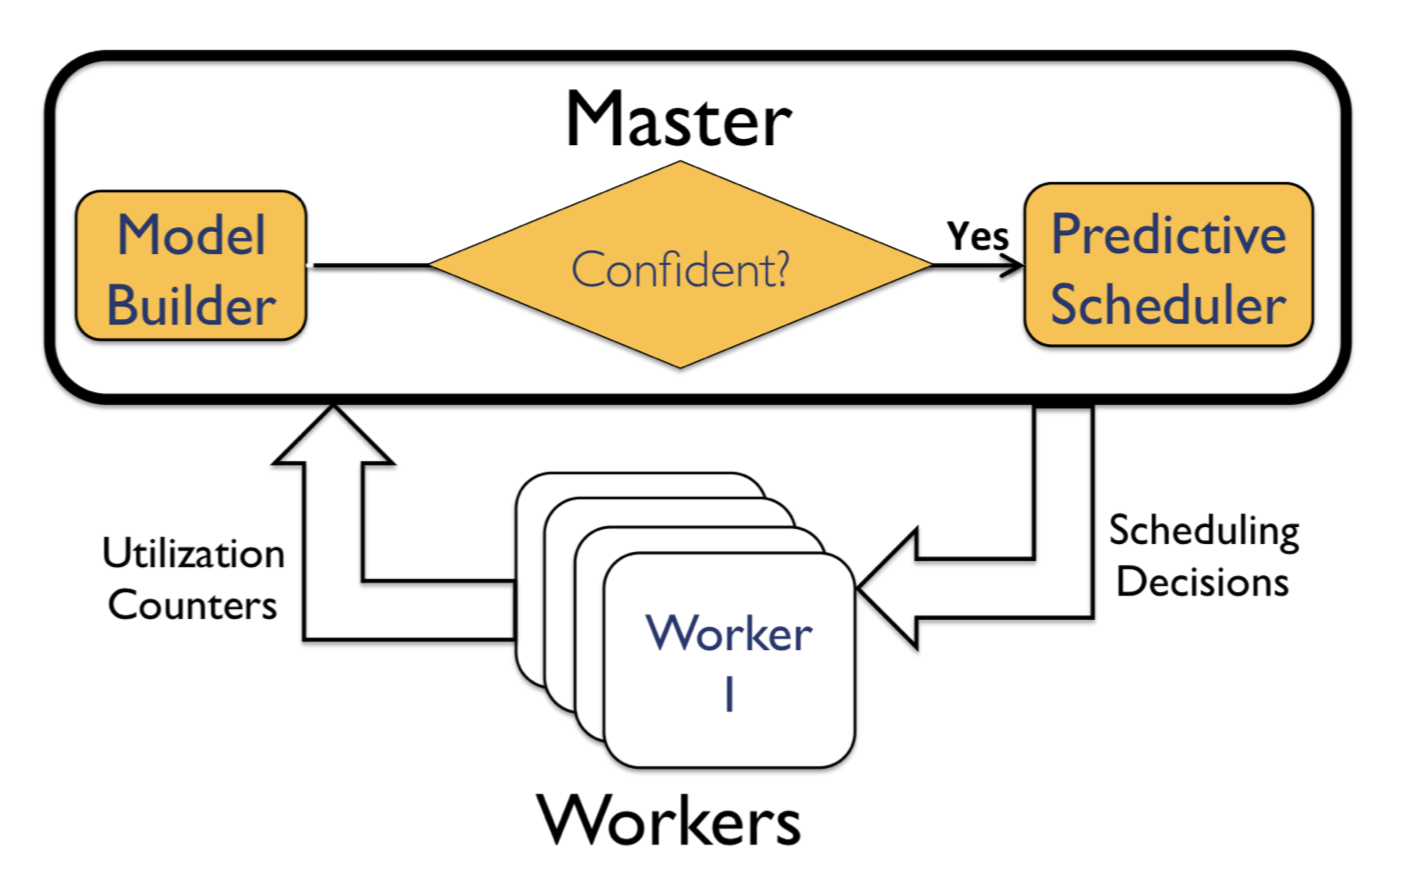 Master
Model
Builder
Confident?
Yes
Predictive
Scheduler
Utilization
Counters
Scheduling
Decisions
Worker
1
Workers